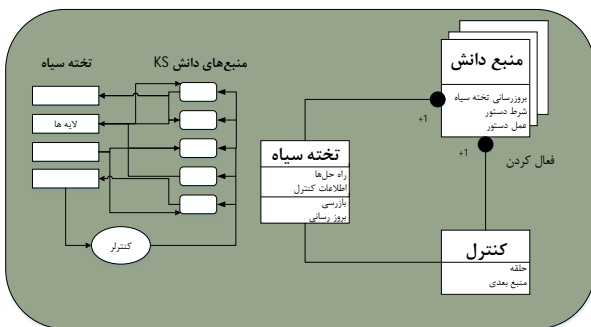 منبع دانش
بروزرسانی تخته سیاه
شرط دستور
عمل دستور
+1
+1
فعال کردن
تخته سیاه
راه حل‌ها
اطلاعات کنترل
بازرسی
بروز رسانی
کنترل
حلقه
منبع بعدی
منبع‌های دانش KS
تخته سیاه
لایه ها
کنترلر